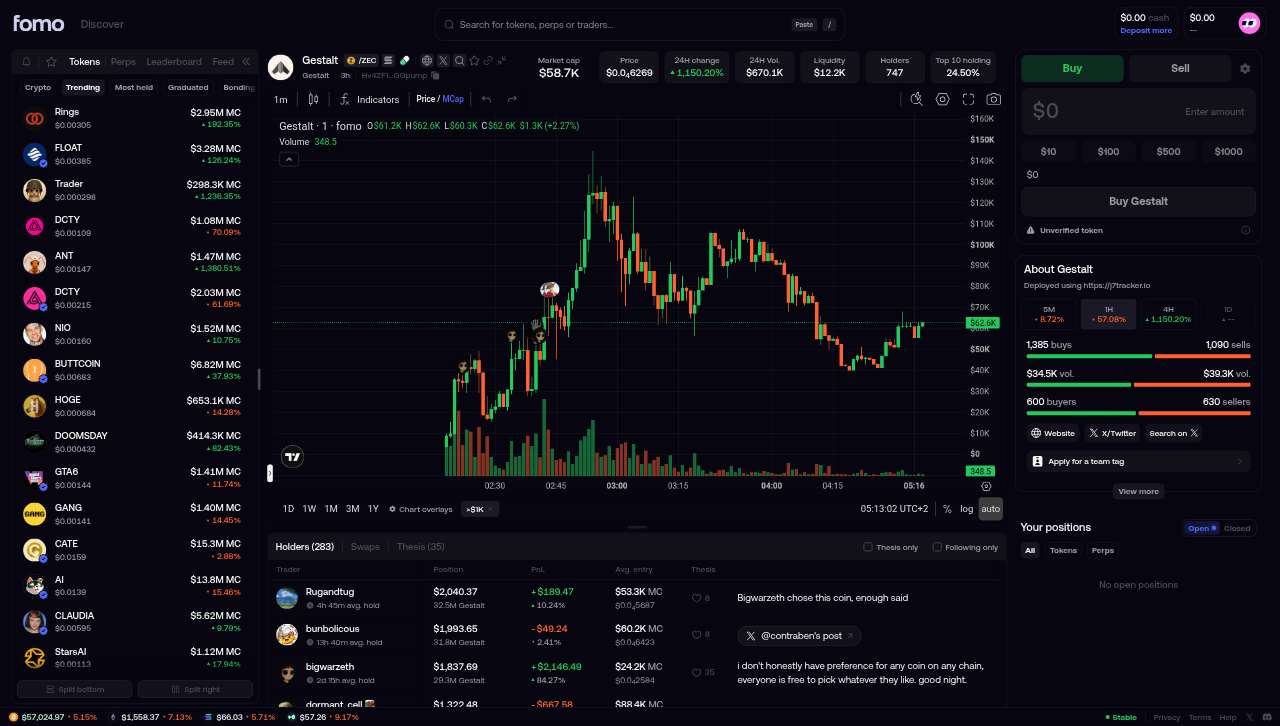 fomo
Discover
Search for tokens, perps or traders...
Paste
/
$0.00 cash
Deposit more
$0.00
—
Tokens
Perps
Leaderboard
Feed
Crypto
Trending
Most held
Graduated
Bonding
Rings
$0.00305
$2.95M MC
192.35%
FLOAT
$0.00385
$3.28M MC
126.24%
Trader
$0.000298
$298.3K MC
1,236.35%
DCTY
$0.00109
$1.08M MC
70.09%
ANT
$0.00147
$1.47M MC
1,380.51%
DCTY
$0.00215
$2.03M MC
61.69%
NIO
$0.00160
$1.52M MC
10.75%
BUTTCOIN
$0.00683
$6.82M MC
37.93%
HOGE
$0.000684
$653.1K MC
14.28%
DOOMSDAY
$0.000432
$414.3K MC
82.43%
GTA6
$0.00144
$1.41M MC
11.74%
GANG
$0.00141
$1.40M MC
14.45%
CATE
$0.0159
$15.3M MC
2.88%
AI
$0.0139
$13.8M MC
15.46%
CLAUDIA
$0.00595
$5.62M MC
9.79%
StarsAI
$0.00113
$1.12M MC
17.94%
Split bottom
Split right
Gestalt
/ZEC
Gestalt
3h
Hv4ZF1..GGpump
Market cap
$58.7K
Price
$0.0₄6269
24H change
1,150.20%
24H Vol.
$670.1K
Liquidity
$12.2K
Holders
747
Top 10 holding
24.50%
1m
Indicators
Price / MCap
Gestalt · 1 · fomo O$61.2K H$62.6K L$60.3K C$62.6K $1.3K (+2.27%)
Volume 348.5
$160K
$150K
$140K
$130K
$120K
$110K
$100K
$90K
$80K
$70K
$62.6K
$50K
$40K
$30K
$20K
$10K
$0
348.5
02:30
02:45
03:00
03:15
04:00
04:15
05:16
1D
1W
1M
3M
1Y
Chart overlays
>$1K
05:13:02 UTC+2
%
log
auto
Holders (283)
Swaps
Thesis (35)
Thesis only
Following only
Trader
Position
PnL
Avg. entry
Thesis
Rugandtug
4h 45m avg. hold
$2,040.37
32.5M Gestalt
+$189.47
10.24%
$53.3K MC
$0.0₄5687
8
Bigwarzeth chose this coin, enough said
bunbolicous
13h 40m avg. hold
$1,993.65
31.8M Gestalt
-$49.24
2.41%
$60.2K MC
$0.0₄6423
8
@contraben's post
bigwarzeth
2d 15h avg. hold
$1,837.69
29.3M Gestalt
+$2,146.49
84.27%
$24.2K MC
$0.0₄2584
35
i don't honestly have preference for any coin on any chain,
everyone is free to pick whatever they like. good night.
dormant_cell
$1,322.48
-$667.58
$88.4K MC
Buy
Sell
$0
Enter amount
$10
$100
$500
$1000
$0
Buy Gestalt
Unverified token
About Gestalt
Deployed using https://j7tracker.io
5M
8.72%
1H
57.08%
4H
1,150.20%
1D
--
1,385 buys
1,090 sells
$34.5K vol.
$39.3K vol.
600 buyers
630 sellers
Website
X/Twitter
Search on X
Apply for a team tag
View more
Your positions
Open
Closed
All
Tokens
Perps
No open positions
$57,024.97 5.15%
$1,558.37 7.13%
$66.03 5.71%
$57.26 9.17%
Stable
Privacy
Terms
Help